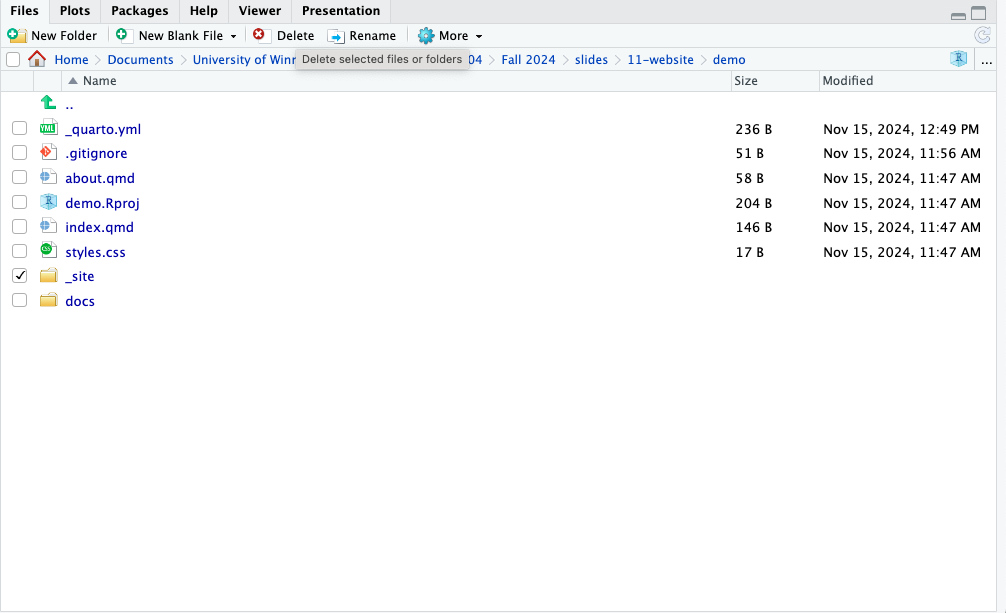 Files Plots Packages Help Viewer Presentation
New Folder New Blank File Delete Rename More
Home Documents University of Delete selected files or folders 04 Fall 2024 slides 11-website demo ...
Name Size Modified
..
YML _quarto.yml 236 B Nov 15, 2024, 12:49 PM
.gitignore 51 B Nov 15, 2024, 11:56 AM
about.qmd 58 B Nov 15, 2024, 11:47 AM
R demo.Rproj 204 B Nov 15, 2024, 11:47 AM
index.qmd 146 B Nov 15, 2024, 11:47 AM
CSS styles.css 17 B Nov 15, 2024, 11:47 AM
_site
docs